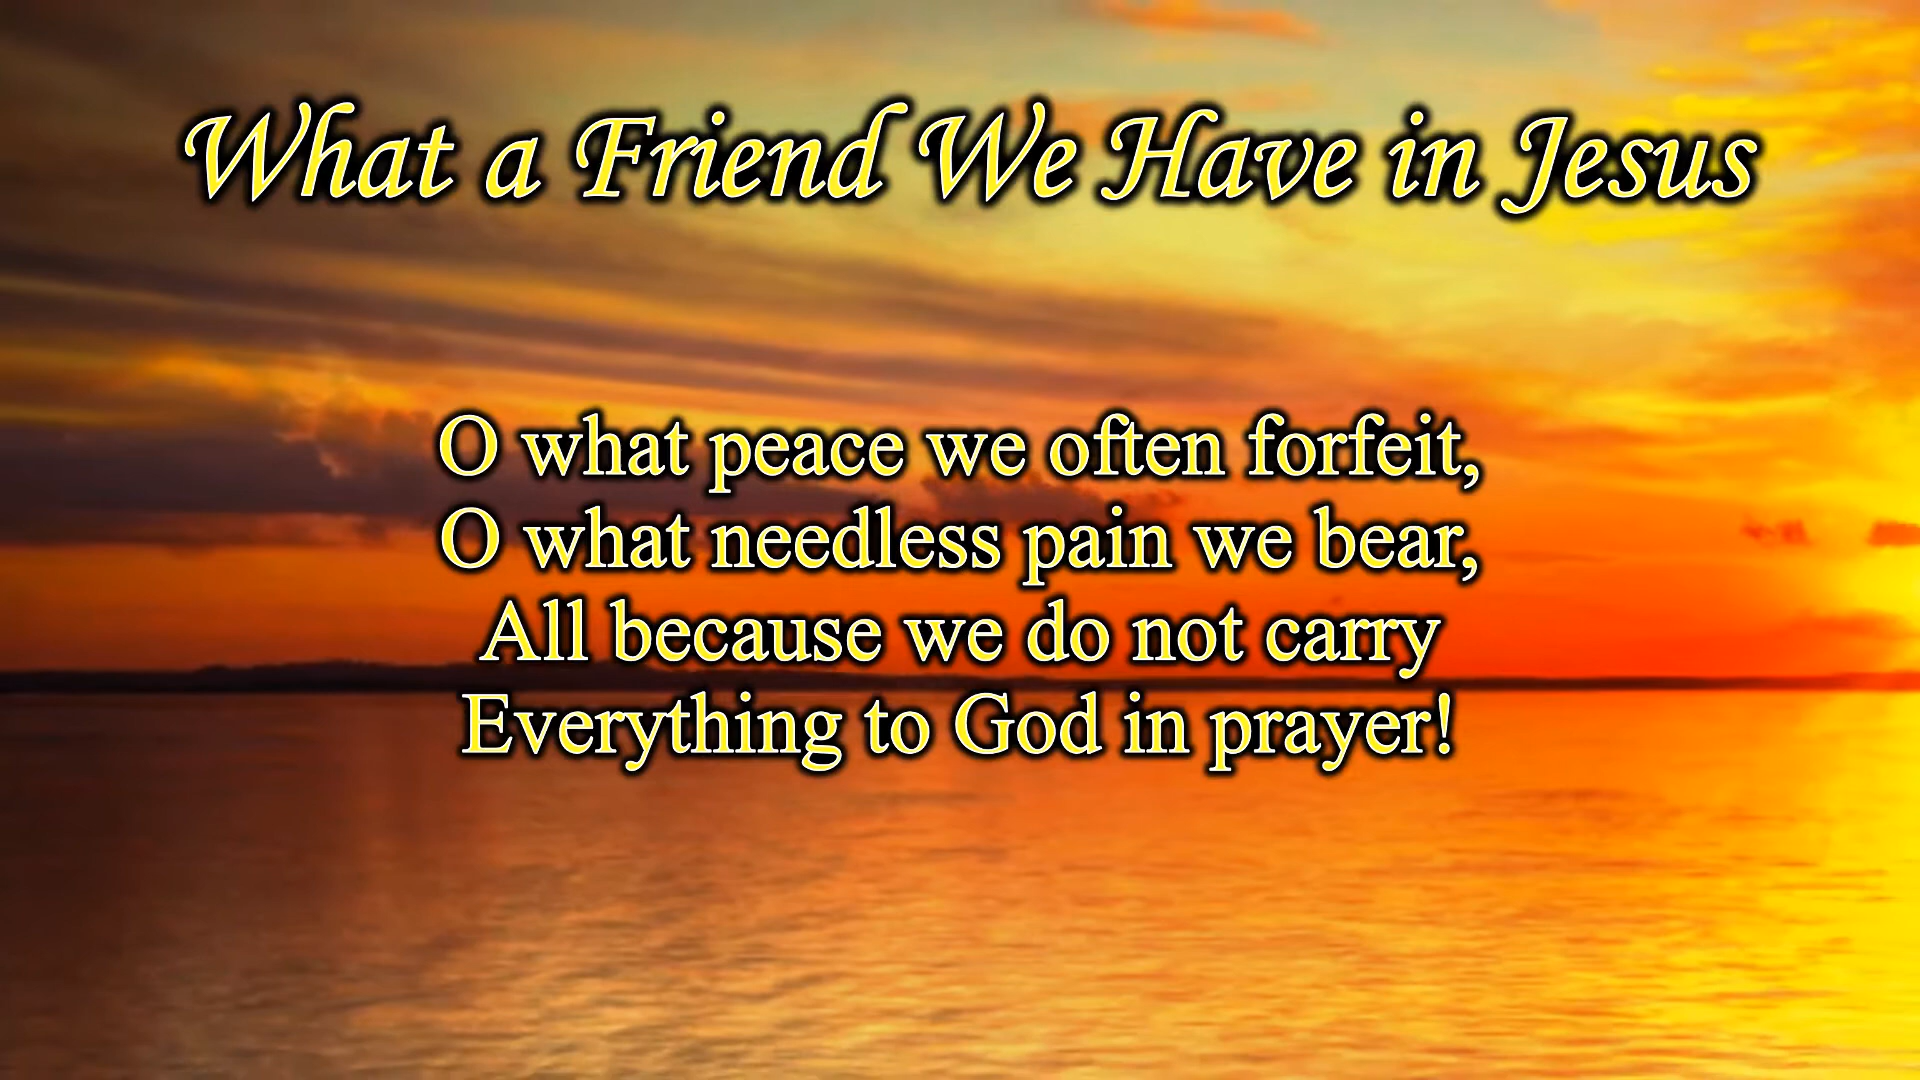 What a Friend We Have in Jesus
O what peace we often forfeit,
O what needless pain we bear,
All because we do not carry
Everything to God in prayer!